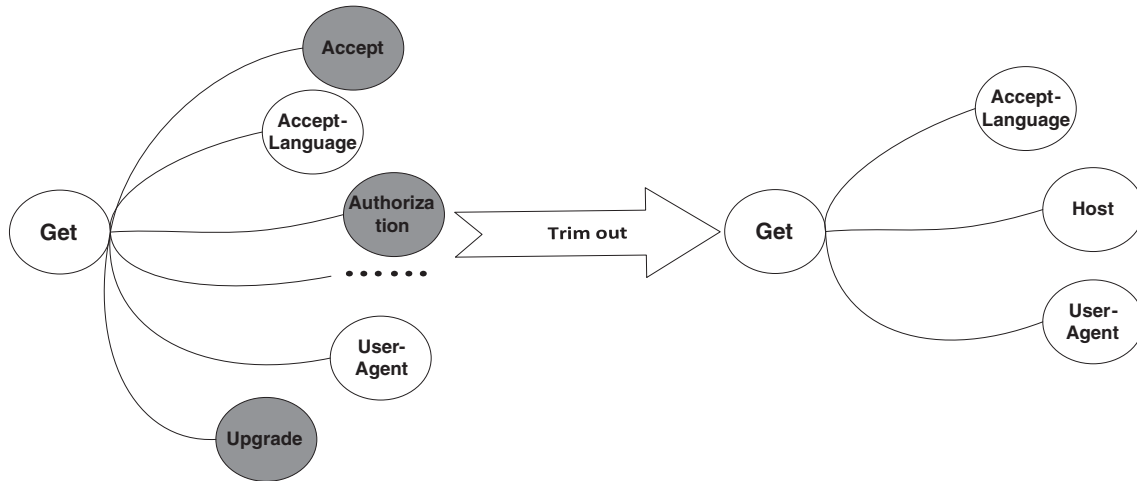 Accept
Accept-
Language
Get
Authoriza
tion
......
User-
Agent
Upgrade
Trim out
Get
Accept-
Language
Host
User-
Agent